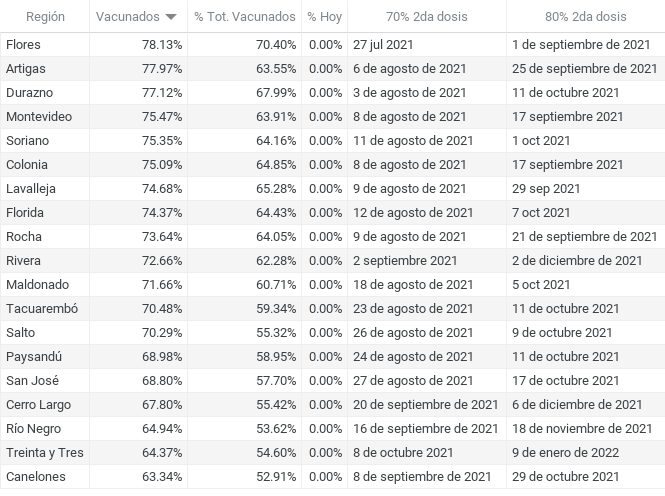 Región Vacunados % Tot. Vacunados % Hoy 70% 2da dosis 80% 2da dosis
Flores 78.13% 70.40% 0.00% 27 jul 2021 1 de septiembre de 2021
Artigas 77.97% 63.55% 0.00% 6 de agosto de 2021 25 de septiembre de 2021
Durazno 77.12% 67.99% 0.00% 3 de agosto de 2021 11 de octubre 2021
Montevideo 75.47% 63.91% 0.00% 8 de agosto de 2021 17 septiembre 2021
Soriano 75.35% 64.16% 0.00% 11 de agosto de 2021 1 oct 2021
Colonia 75.09% 64.85% 0.00% 8 de agosto de 2021 17 septiembre 2021
Lavalleja 74.68% 65.28% 0.00% 9 de agosto de 2021 29 sep 2021
Florida 74.37% 64.43% 0.00% 12 de agosto de 2021 7 oct 2021
Rocha 73.64% 64.05% 0.00% 9 de agosto de 2021 21 de septiembre de 2021
Rivera 72.66% 62.28% 0.00% 2 septiembre 2021 2 de diciembre de 2021
Maldonado 71.66% 60.71% 0.00% 18 de agosto de 2021 5 oct 2021
Tacuarembó 70.48% 59.34% 0.00% 23 de agosto de 2021 11 de octubre 2021
Salto 70.29% 55.32% 0.00% 26 de agosto de 2021 9 de octubre 2021
Paysandú 68.98% 58.95% 0.00% 24 de agosto de 2021 11 de octubre 2021
San José 68.80% 57.70% 0.00% 27 de agosto de 2021 17 de octubre 2021
Cerro Largo 67.80% 55.42% 0.00% 20 de septiembre de 2021 6 de diciembre de 2021
Río Negro 64.94% 53.62% 0.00% 16 de septiembre de 2021 18 de noviembre de 2021
Treinta y Tres 64.37% 54.60% 0.00% 8 de octubre 2021 9 de enero de 2022
Canelones 63.34% 52.91% 0.00% 8 de septiembre de 2021 29 de octubre 2021